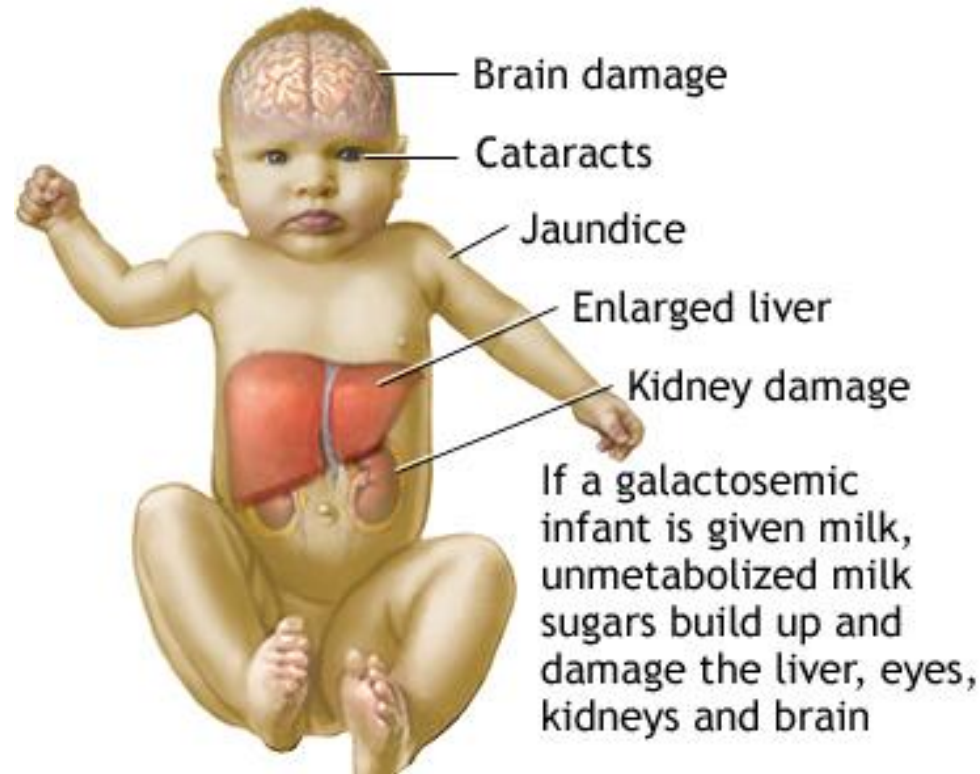 Brain damage
Cataracts
Jaundice
Enlarged liver
Kidney damage
If a galactosemic
infant is given milk,
unmetabolized milk
sugars build up and
damage the liver, eyes,
kidneys and brain